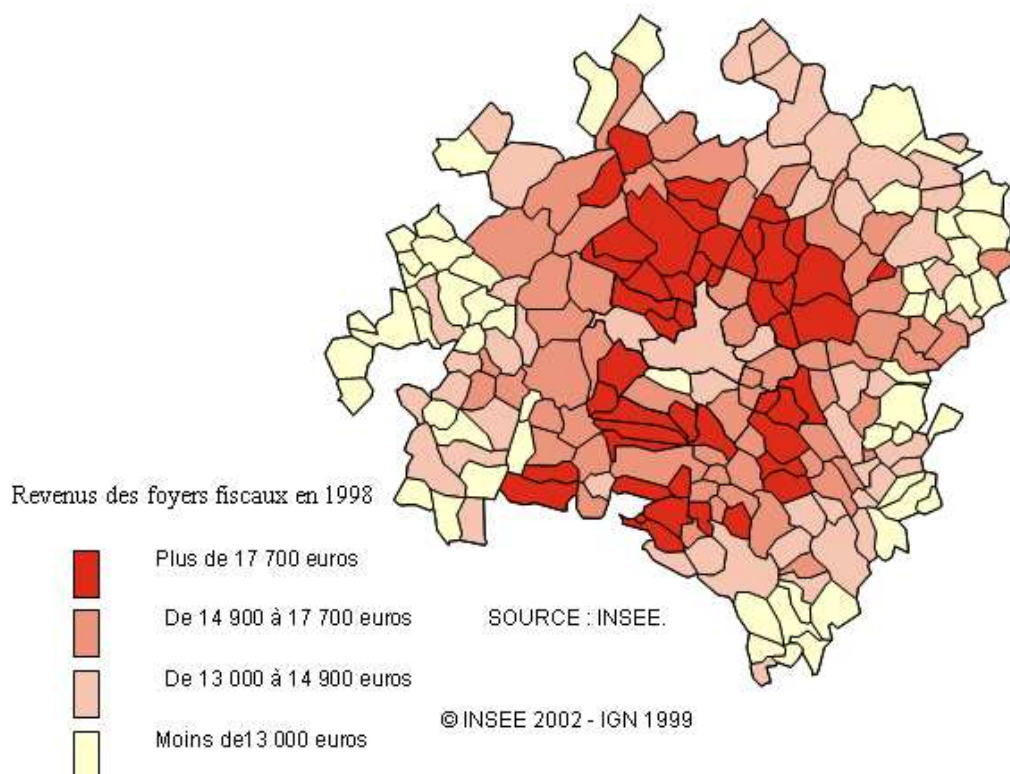 Revenus des foyers fiscaux en 1998
Plus de 17 700 euros
De 14 900 à 17 700 euros
SOURCE : INSEE.
De 13 000 à 14 900 euros
© INSEE 2002 - IGN 1999
Moins de13 000 euros